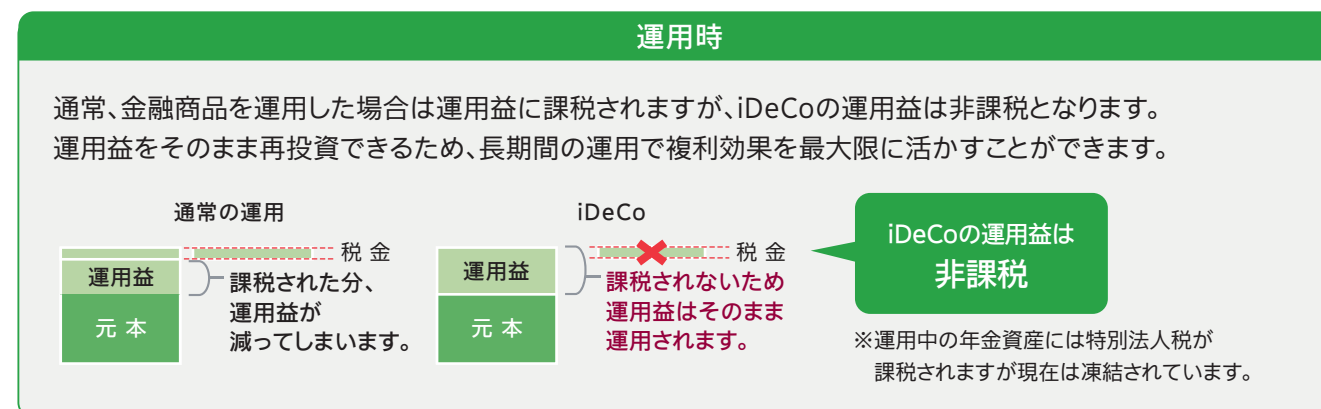 運用時
通常、金融商品を運用した場合は運用益に課税されますが、iDeCoの運用益は非課税となります。
運用益をそのまま再投資できるため、長期間の運用で複利効果を最大限に活かすことができます。
通常の運用
税金
運用益
元本
課税された分、
運用益が
減ってしまいます。
iDeCo
税金
運用益
元本
課税されないため
運用益はそのまま
運用されます。
iDeCoの運用益は
非課税
※運用中の年金資産には特別法人税が
課税されますが現在は凍結されています。